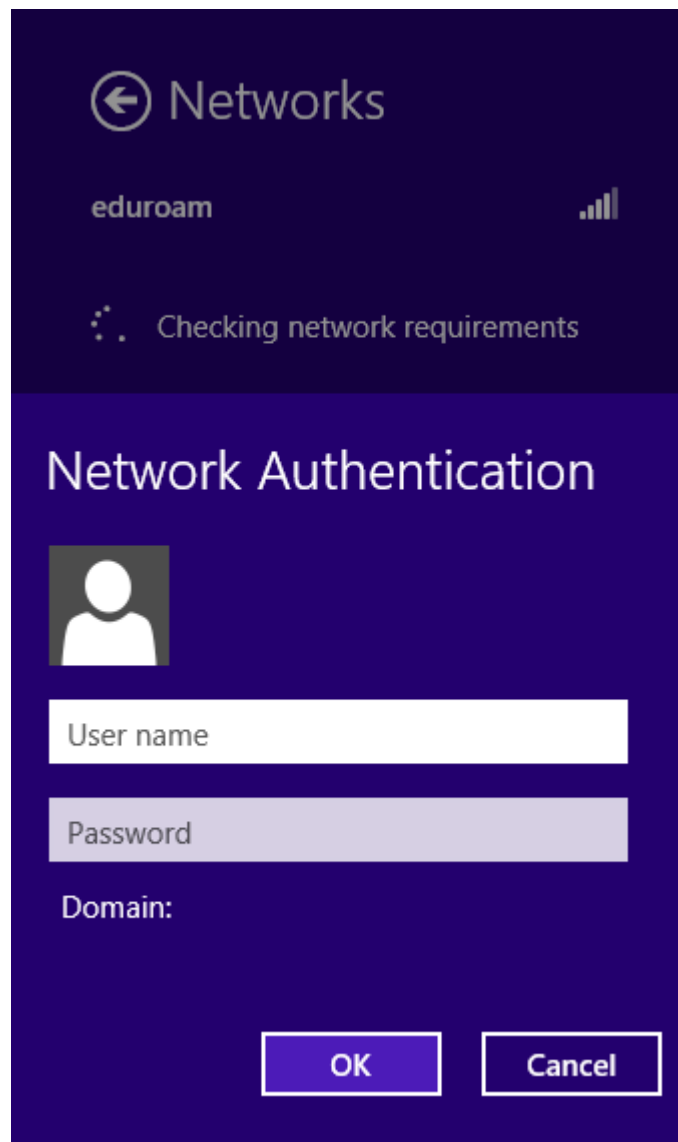 Networks
eduroam
Checking network requirements
Network Authentication
User name
Password
Domain:
OK Cancel